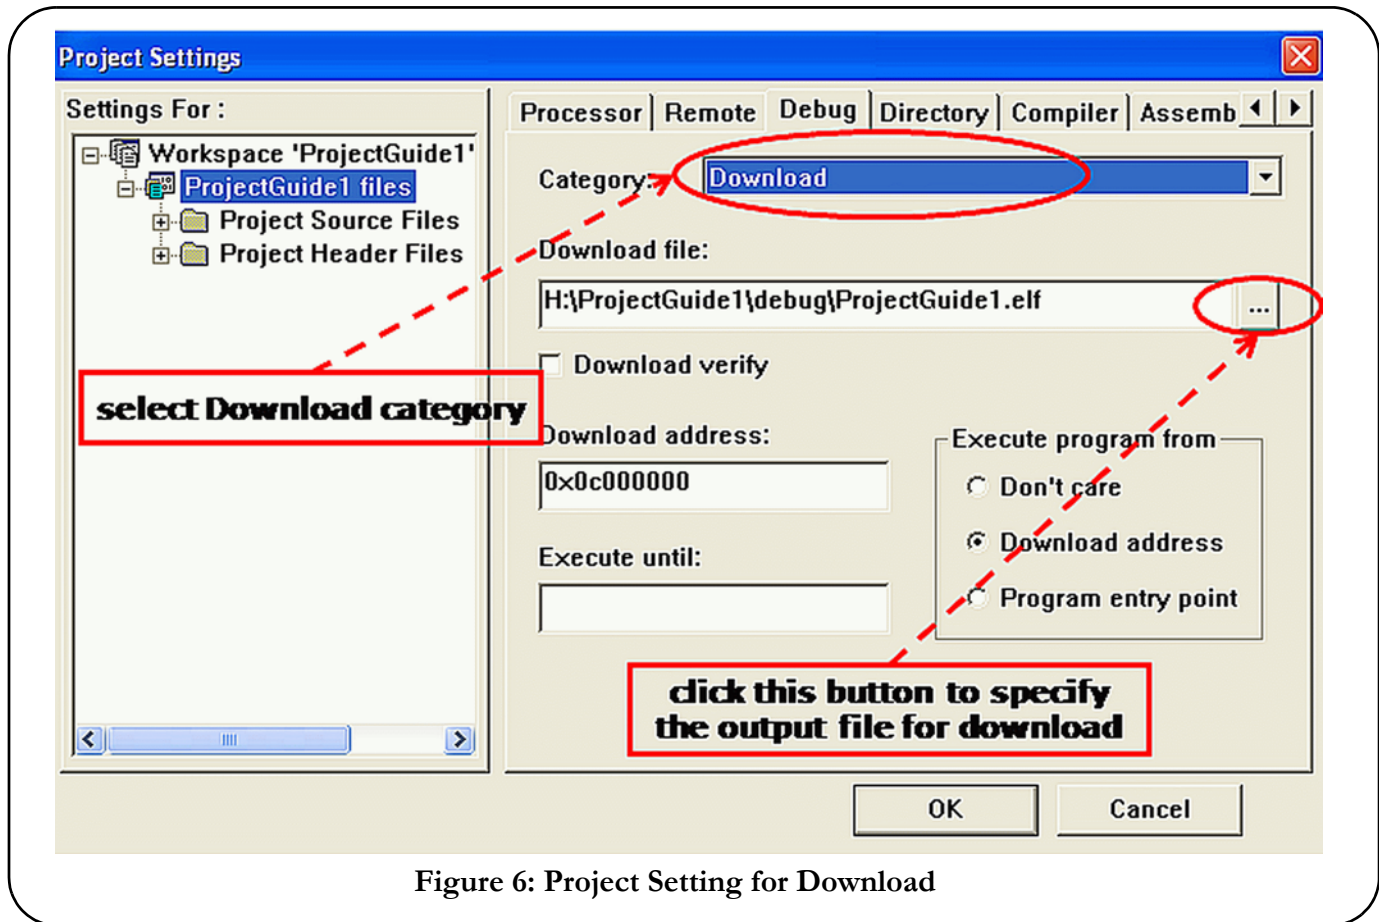 Project Settings
Settings For :
Workspace 'ProjectGuide1'
ProjectGuide1 files
Project Source Files
Project Header Files
Processor
Remote
Debug
Directory
Compiler
Assemb
Category:
Download
Download file:
H:\ProjectGuide1\debug\ProjectGuide1.elf
...
Download verify
select Download category
Download address:
0x0c000000
Execute until:
Execute program from
Don't care
Download address
Program entry point
click this button to specify
the output file for download
OK
Cancel
Figure 6: Project Setting for Download